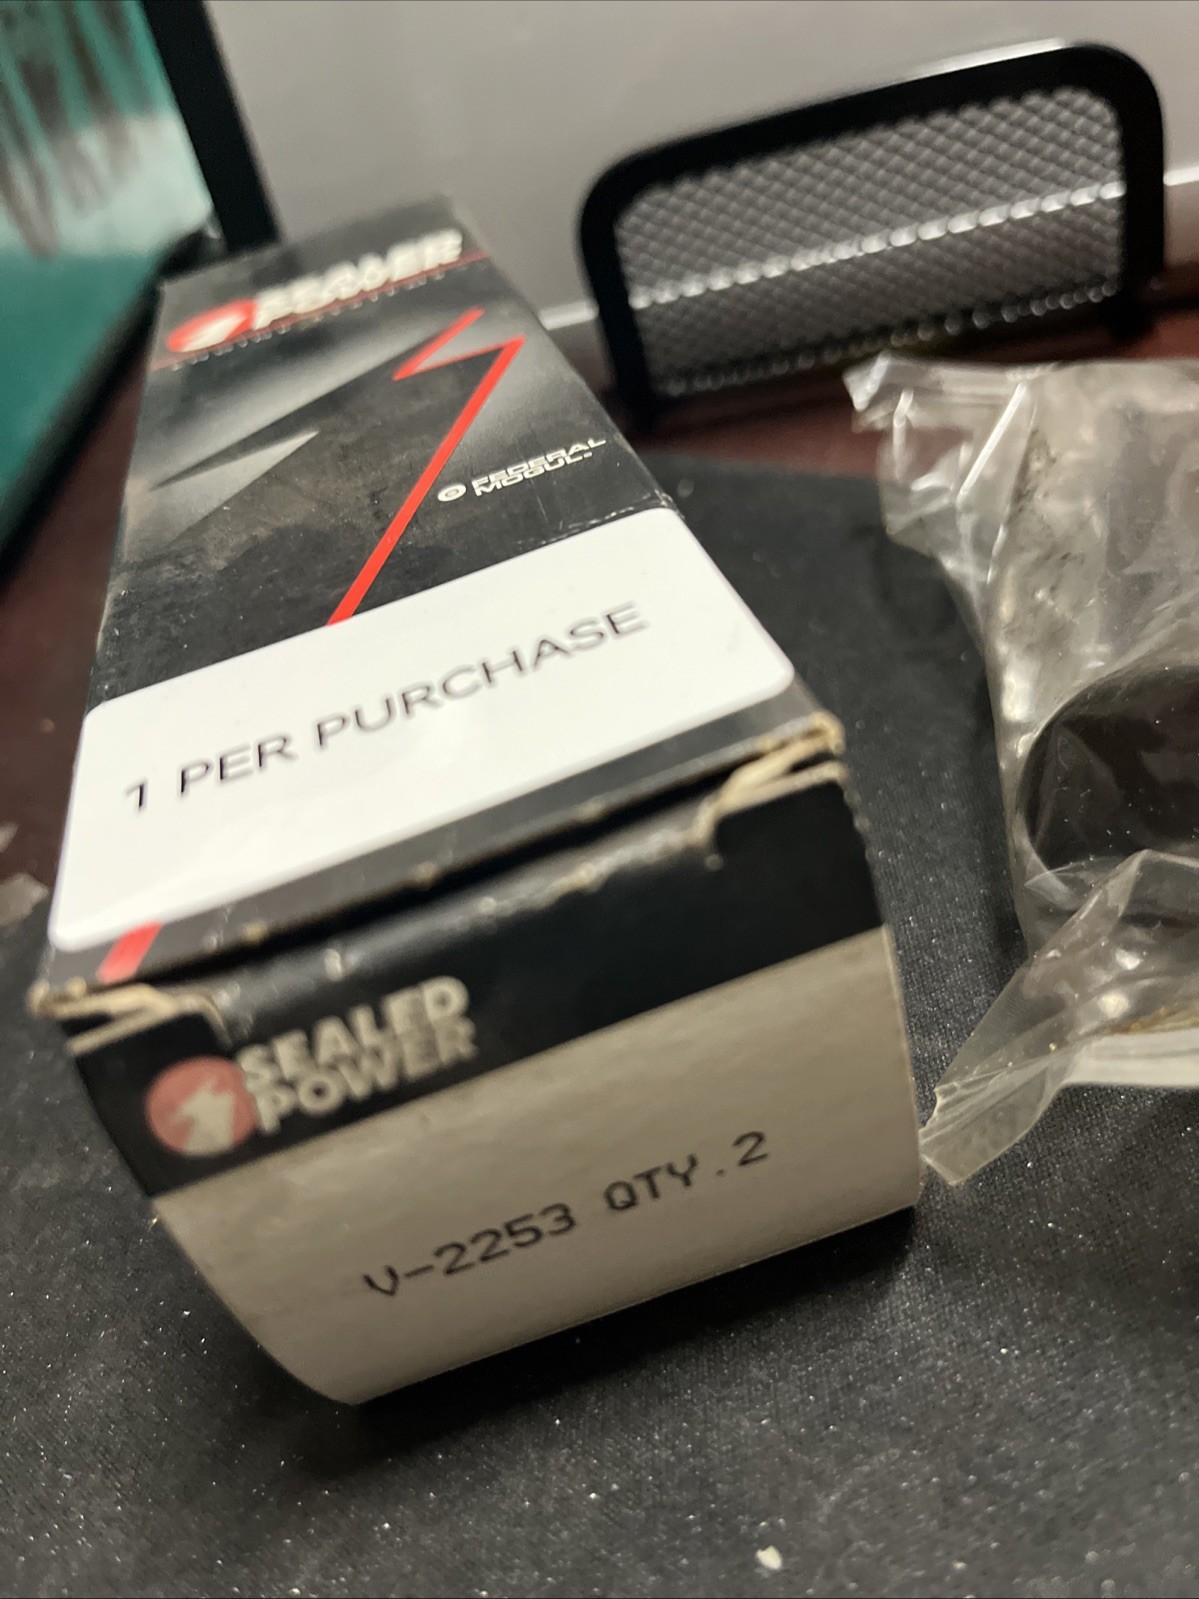 SEALED
POWER
FEDERAL
MOGUL
1 PER PURCHASE
SEALED
POWER
V-2253 QTY.2